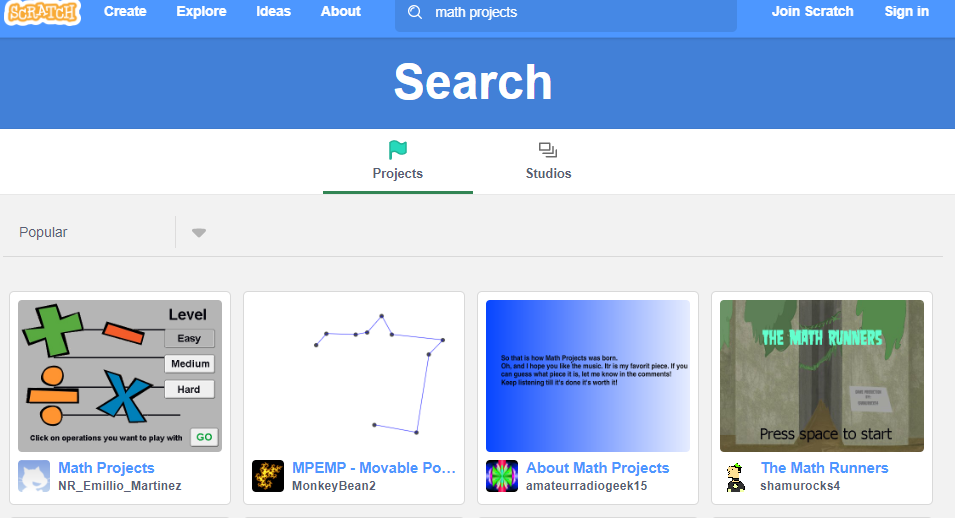 SCRATCH Create Explore Ideas About math projects Join Scratch Sign in
Search
Projects Studios
Popular
Level
Easy
Medium
Hard
Click on operations you want to play with GO
Math Projects
NR_Emillio_Martinez
MPEMP - Movable Po...
MonkeyBean2
So that is how Math Projects was born.
Oh, and I hope you like the music. Itr is my favorit piece. If you
can guess what piece it is, let me know in the comments!
Keep listening till it's done it's worth it!
About Math Projects
amateurradiogeek15
THE MATH RUNNERS
Press space to start
The Math Runners
shamurocks4